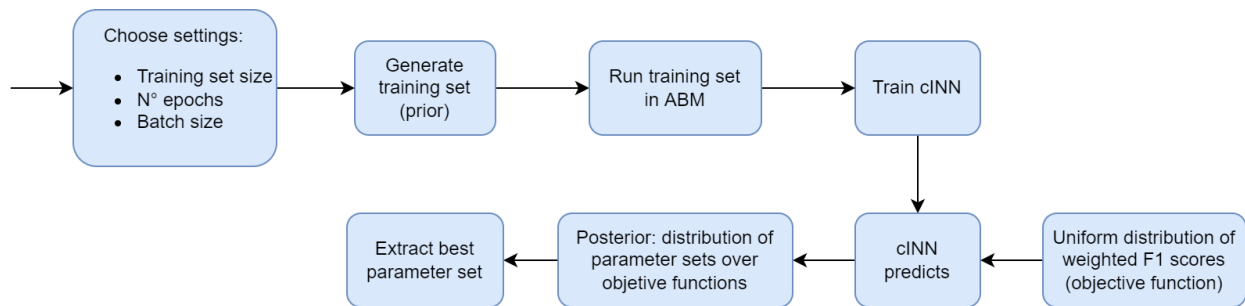 Choose settings:
• Training set size
• N° epochs
• Batch size
Generate
training set
(prior)
Run training set
in ABM
Train cINN
Extract best
parameter set
Posterior: distribution of
parameter sets over
objetive functions
cINN
predicts
Uniform distribution of
weighted F1 scores
(objective function)